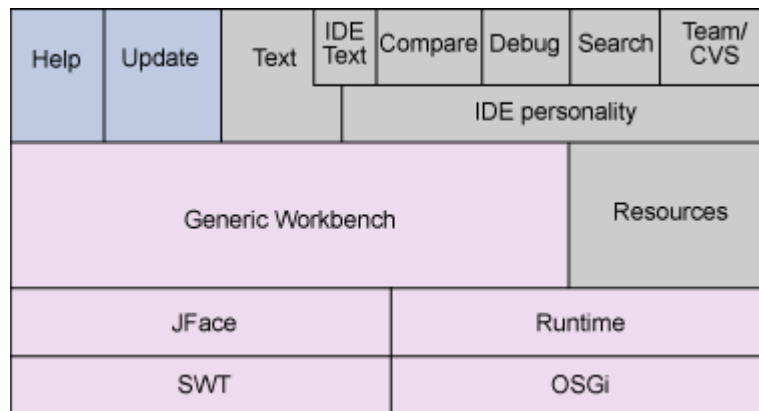 Help
Update
Text
IDE
Text
Compare
Debug
Search
Team/
CVS
IDE personality
Generic Workbench
Resources
JFace
Runtime
SWT
OSGi